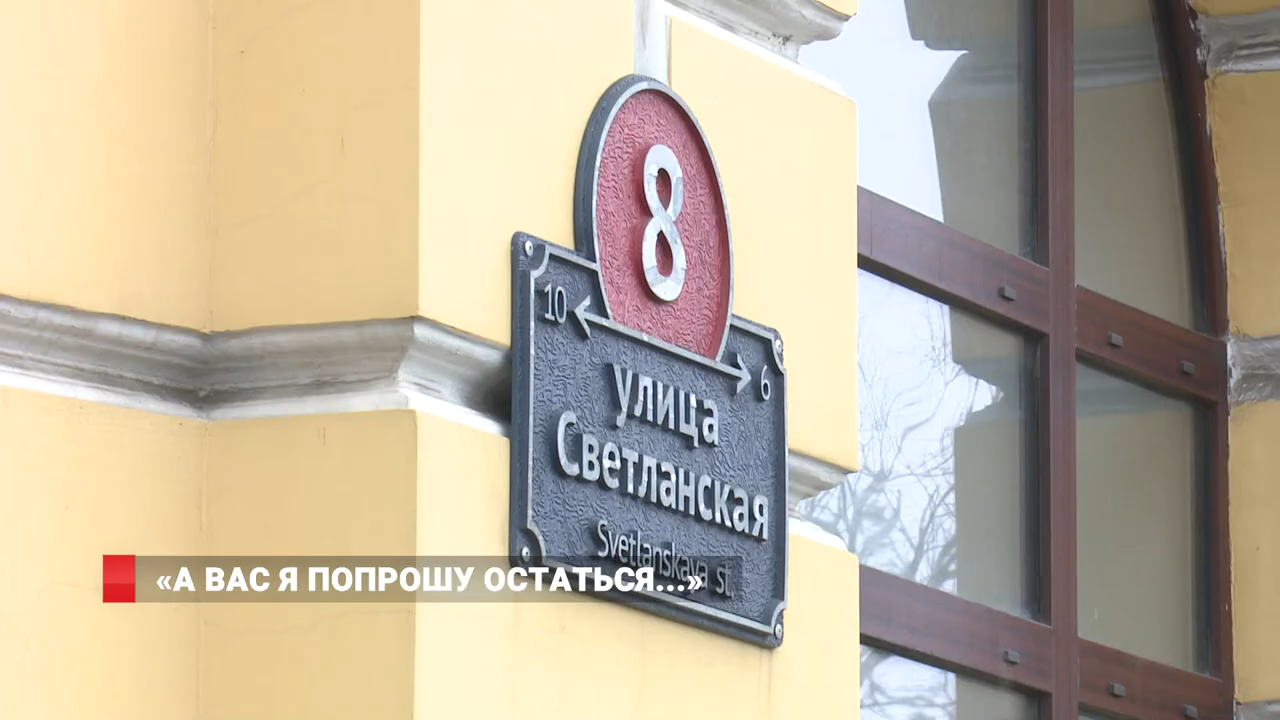 8
10
6
улица
Светланская
Svetlanskaya st.
«А ВАС Я ПОПРОШУ ОСТАТЬСЯ...»